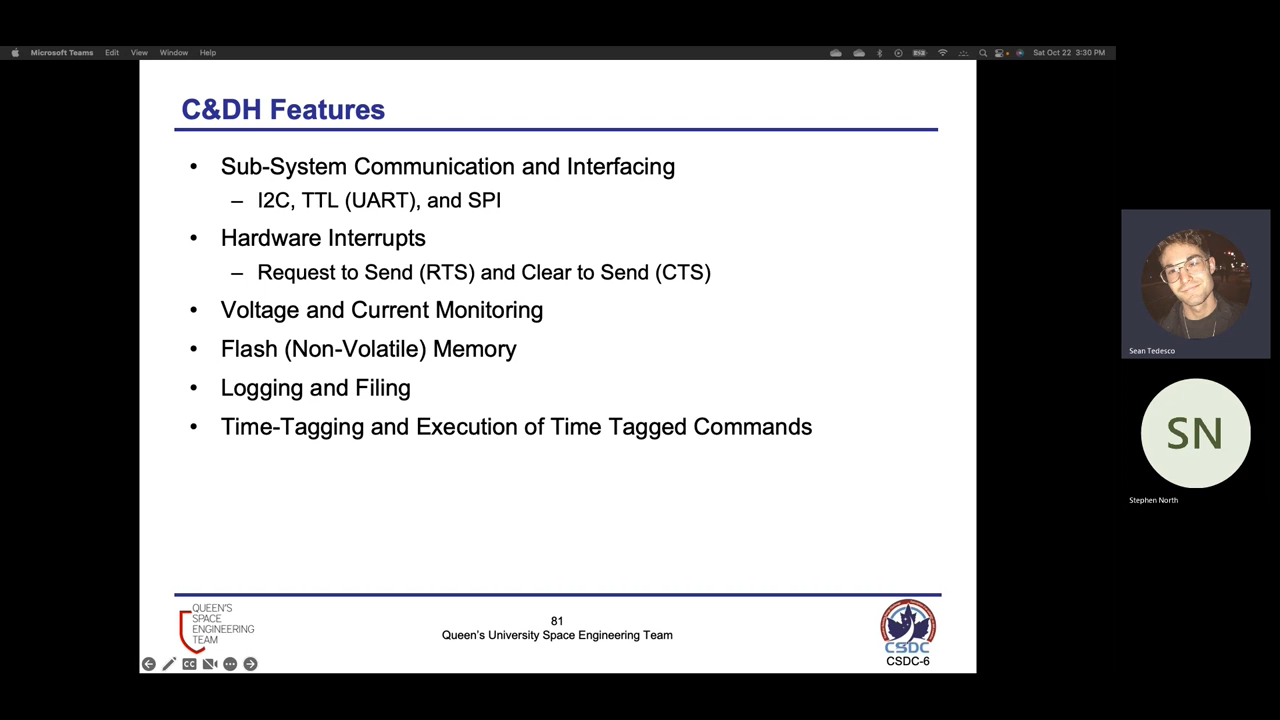 Microsoft Teams Edit View Window Help Sat Oct 22 3:30 PM
C&DH Features
• Sub-System Communication and Interfacing
– I2C, TTL (UART), and SPI
• Hardware Interrupts
– Request to Send (RTS) and Clear to Send (CTS)
• Voltage and Current Monitoring
• Flash (Non-Volatile) Memory
• Logging and Filing
• Time-Tagging and Execution of Time Tagged Commands
Sean Tedesco
SN
Stephen North
QUEEN'S
SPACE
ENGINEERING
TEAM
81
Queen's University Space Engineering Team
CSDC
CSDC-6
CC